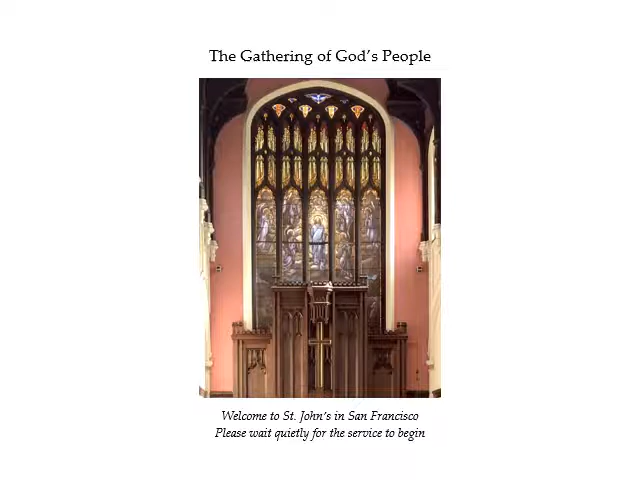 The Gathering of God's People
Welcome to St. John's in San Francisco
Please wait quietly for the service to begin